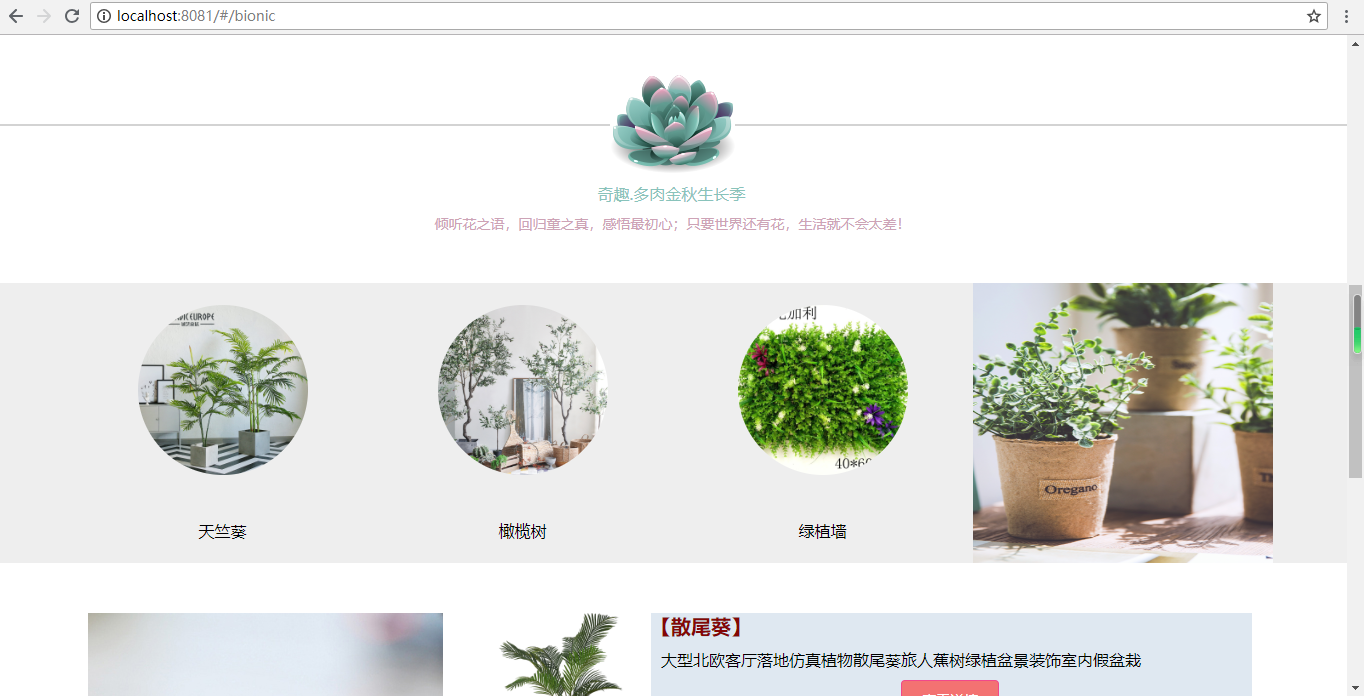 localhost:8081/#/bionic
奇趣.多肉金秋生长季
倾听花之语，回归童之真，感悟最初心；只要世界还有花，生活就不会太差！
40*60
Oregano
天竺葵
橄榄树
绿植墙
【散尾葵】
大型北欧客厅落地仿真植物散尾葵旅人蕉树绿植盆景装饰室内假盆栽